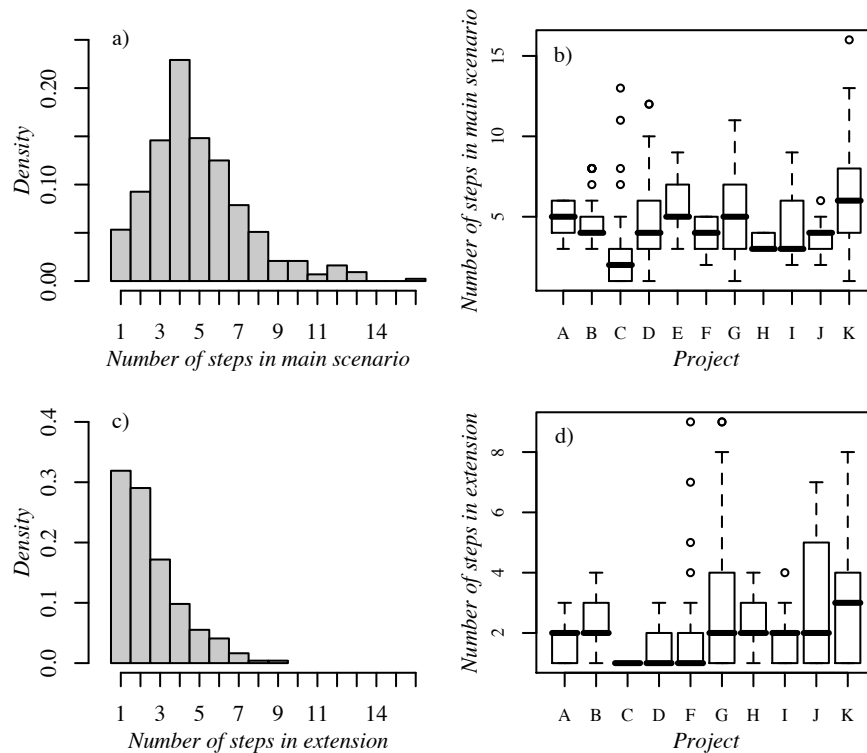 a)
Density
0.00 0.10 0.20
1 3 5 7 9 11 14
Number of steps in main scenario
b)
Number of steps in main scenario
5 10 15
A B C D E F G H I J K
Project
c)
Density
0.0 0.1 0.2 0.3 0.4
1 3 5 7 9 11 14
Number of steps in extension
d)
Number of steps in extension
2 4 6 8
A B C D F G H I J K
Project